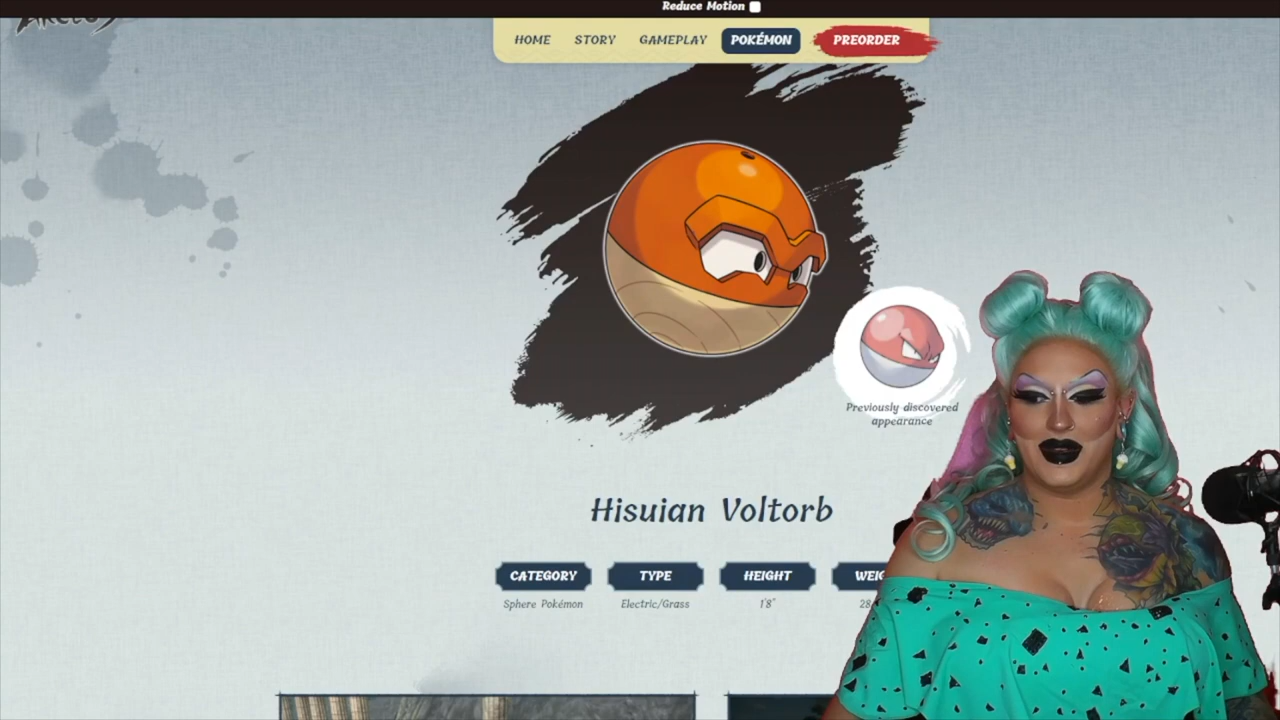 Reduce Motion
HOME STORY GAMEPLAY POKÉMON PREORDER
Previously discovered
appearance
Hisuian Voltorb
CATEGORY TYPE HEIGHT
Sphere Pokémon Electric/Grass 1'8"